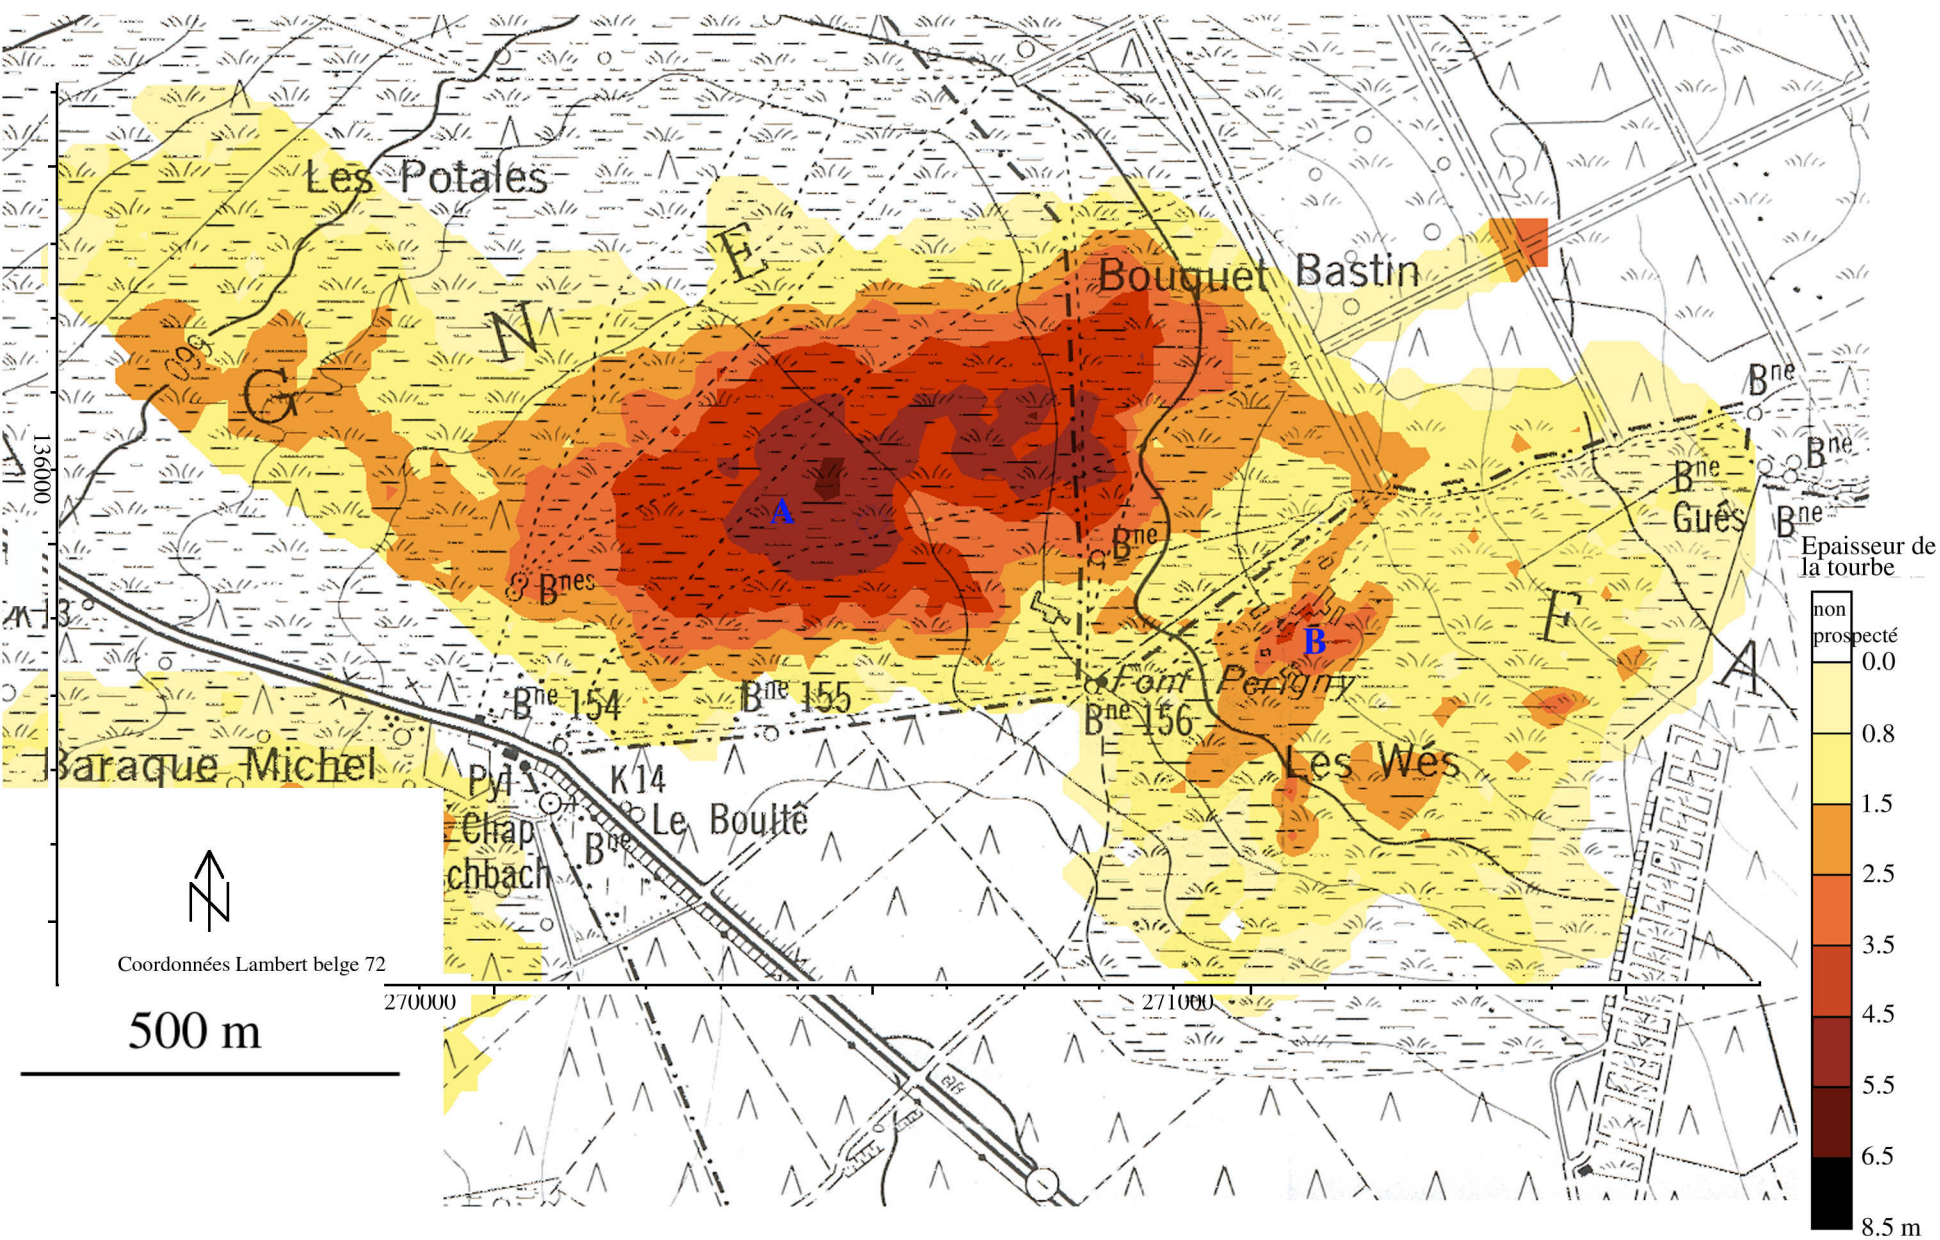 Les Potales
E
Bouquet Bastin
N
660
G
Bne
Bne
Bne
Gués
Bne
136000
A
Bne
Epaisseur de
la tourbe
Bnes
non
prospecté
F
B
0.0
A
Font Perigny
Bne 154
Bne 155
Bne 156
0.8
Baraque Michel
Les Wés
Pyr
K14
1.5
Chap
Le Boultê
Bne
chbach
2.5
3.5
Coordonnées Lambert belge 72
270000
271000
4.5
500 m
5.5
6.5
8.5 m